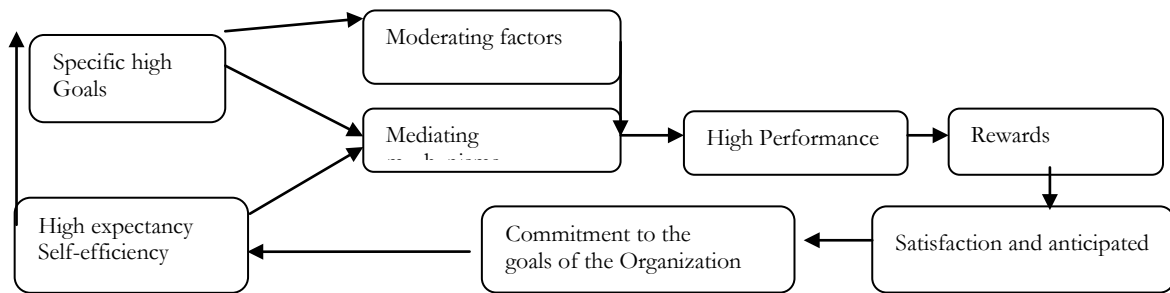 Specific high
Goals
Moderating factors
Mediating
High Performance
Rewards
High expectancy
Self-efficiency
Commitment to the
goals of the Organization
Satisfaction and anticipated